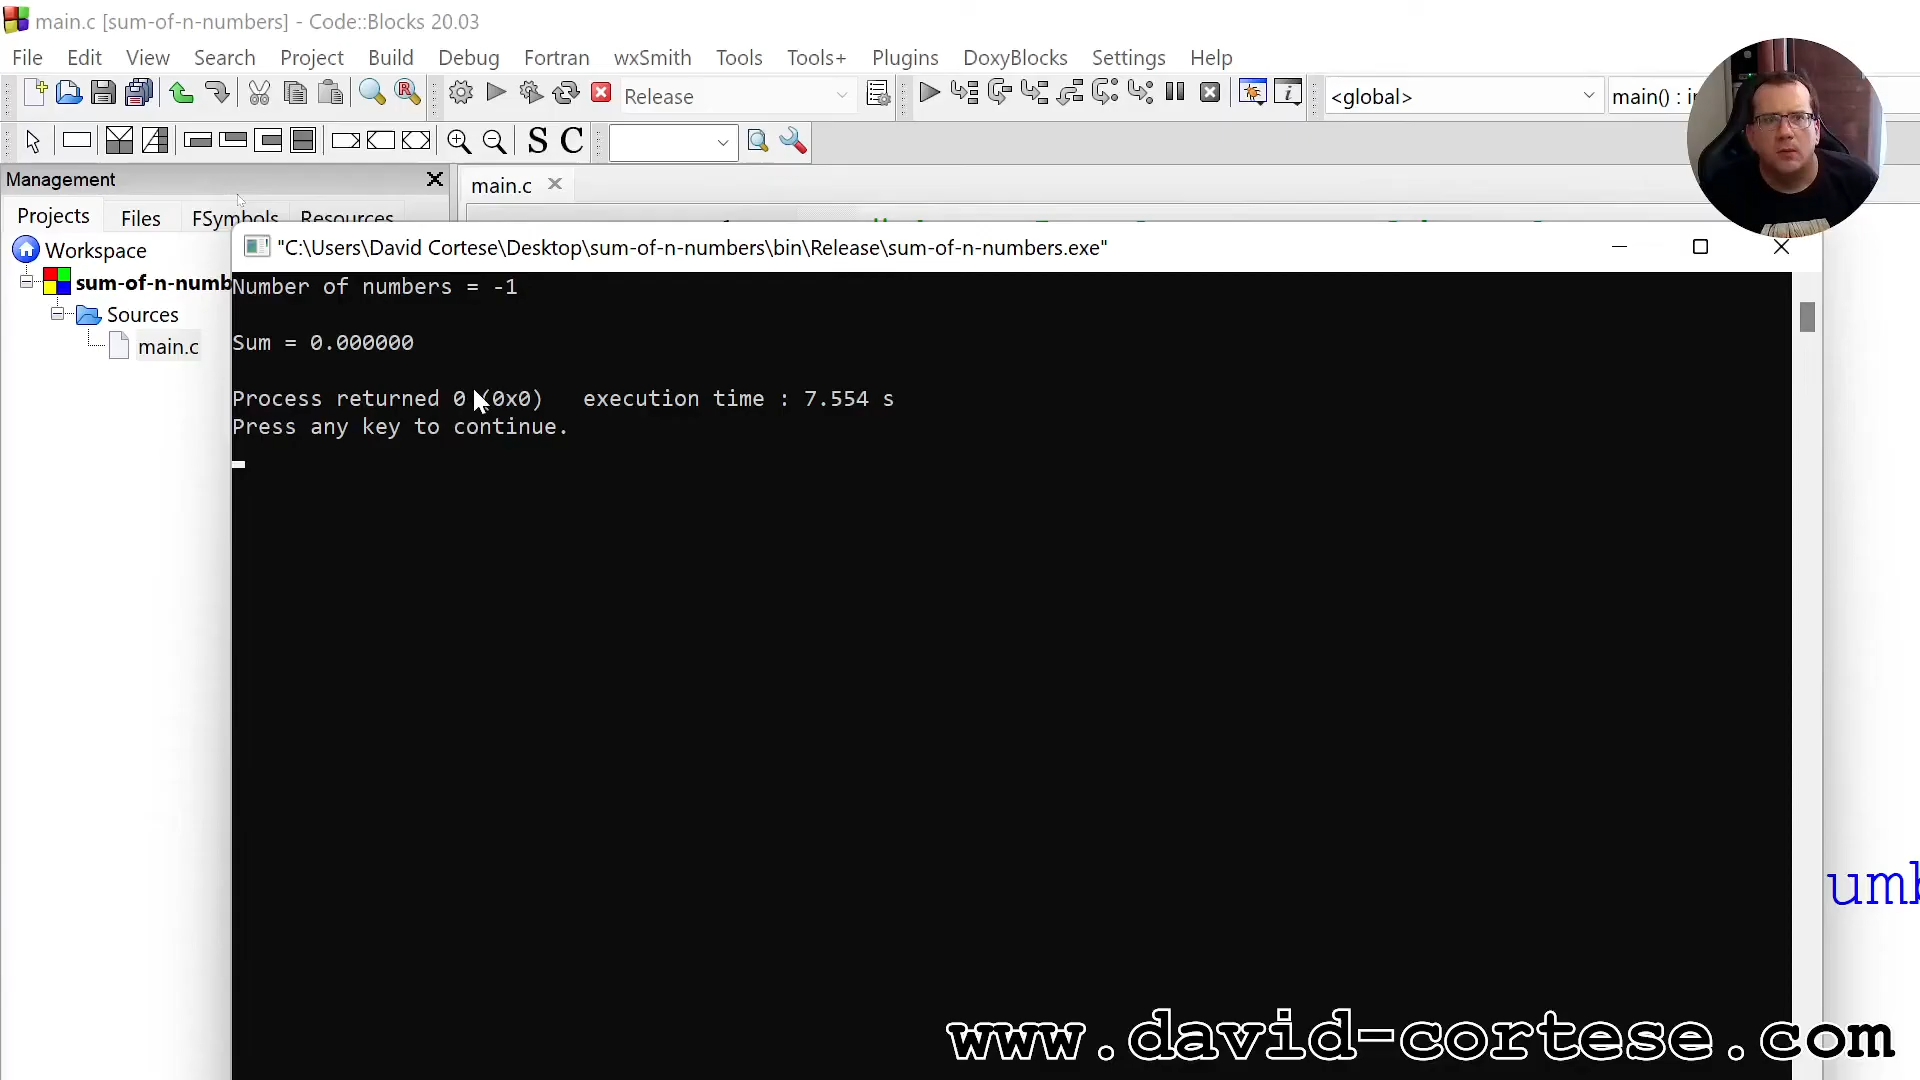 main.c [sum-of-n-numbers] - Code::Blocks 20.03
File Edit View Search Project Build Debug Fortran wxSmith Tools Tools+ Plugins DoxyBlocks Settings Help
Release
<global>
main() : i
S C
Management
main.c
Projects Files FSymbols Resources
Workspace
sum-of-n-numb
Sources
main.c
"C:\Users\David Cortese\Desktop\sum-of-n-numbers\bin\Release\sum-of-n-numbers.exe"
Number of numbers = -1
Sum = 0.000000
Process returned 0 (0x0)   execution time : 7.554 s
Press any key to continue.
umb
www.david-cortese.com